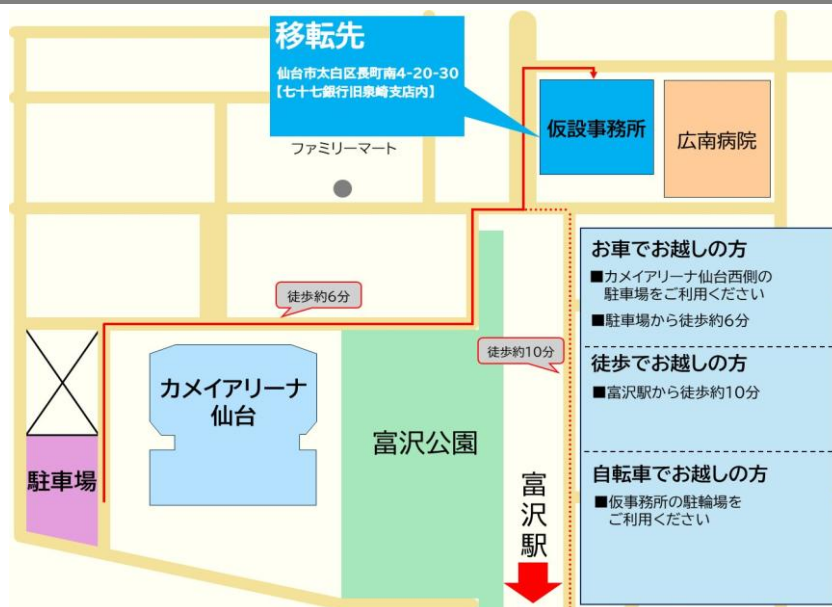 移転先
仙台市太白区長町南4-20-30
【七十七銀行旧泉崎支店内】
仮設事務所
広南病院
ファミリーマート
徒歩約6分
徒歩約10分
カメイアリーナ
仙台
富沢公園
駐車場
富沢駅
お車でお越しの方
■カメイアリーナ仙台西側の
駐車場をご利用ください
■駐車場から徒歩約6分
徒歩でお越しの方
■富沢駅から徒歩約10分
自転車でお越しの方
■仮事務所の駐輪場を
ご利用ください